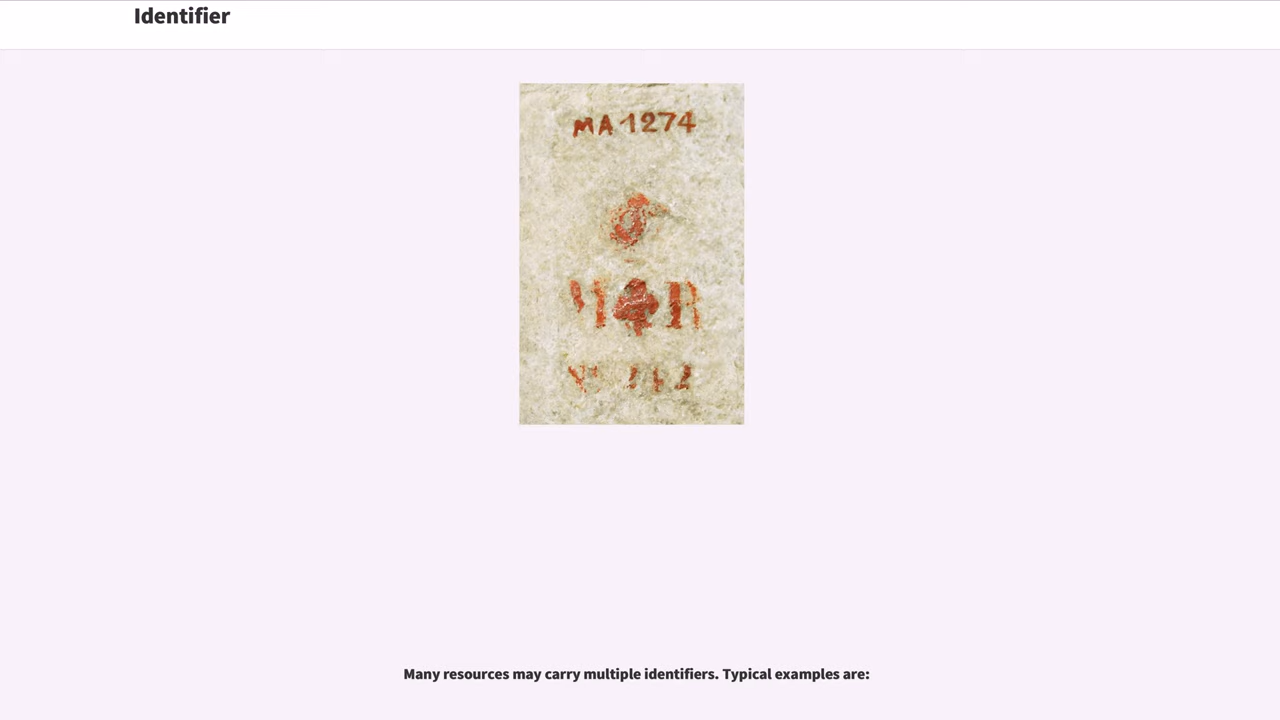 Identifier
MA 1274
Many resources may carry multiple identifiers. Typical examples are: